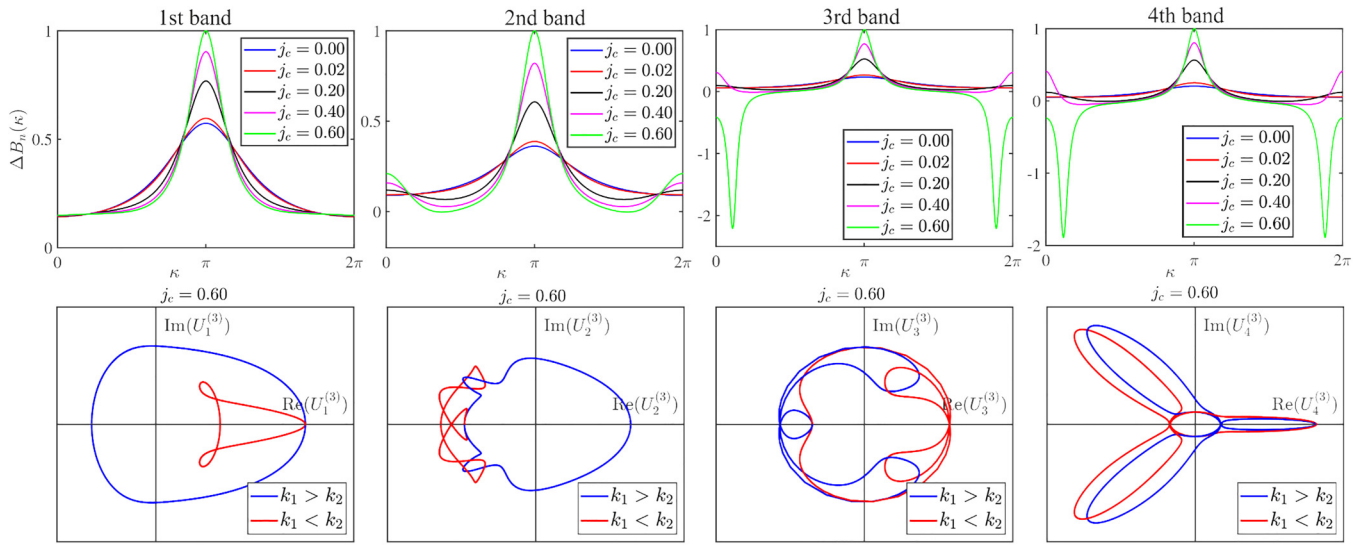 1st band
1
0.5
0
ΔB_n(κ)
0
κ
π
2π
j_c = 0.00
j_c = 0.02
j_c = 0.20
j_c = 0.40
j_c = 0.60
2nd band
1
0.5
0
0
κ
π
2π
j_c = 0.00
j_c = 0.02
j_c = 0.20
j_c = 0.40
j_c = 0.60
3rd band
1
0
-1
-2
0
κ
π
2π
j_c = 0.00
j_c = 0.02
j_c = 0.20
j_c = 0.40
j_c = 0.60
4th band
1
0
-1
-2
0
κ
π
2π
j_c = 0.00
j_c = 0.02
j_c = 0.20
j_c = 0.40
j_c = 0.60
j_c = 0.60
Im(U_1^(3))
Re(U_1^(3))
k_1 > k_2
k_1 < k_2
j_c = 0.60
Im(U_2^(3))
Re(U_2^(3))
k_1 > k_2
k_1 < k_2
j_c = 0.60
Im(U_3^(3))
Re(U_3^(3))
k_1 > k_2
k_1 < k_2
j_c = 0.60
Im(U_4^(3))
Re(U_4^(3))
k_1 > k_2
k_1 < k_2